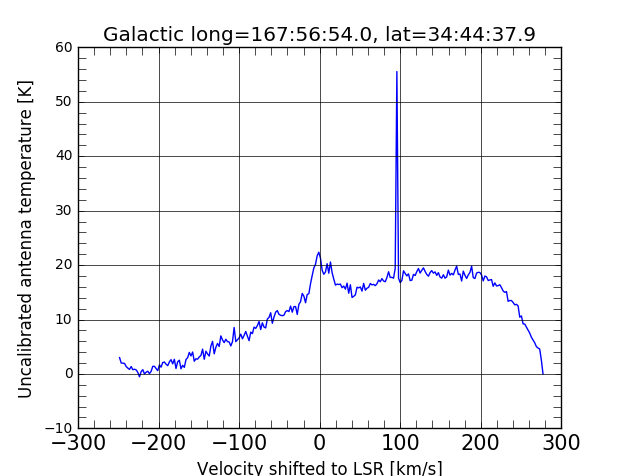 Galactic long=167:56:54.0, lat=34:44:37.9
Uncalibrated antenna temperature [K]
60
50
40
30
20
10
0
−10
−300 −200 −100 0 100 200 300
Velocity shifted to LSR [km/s]